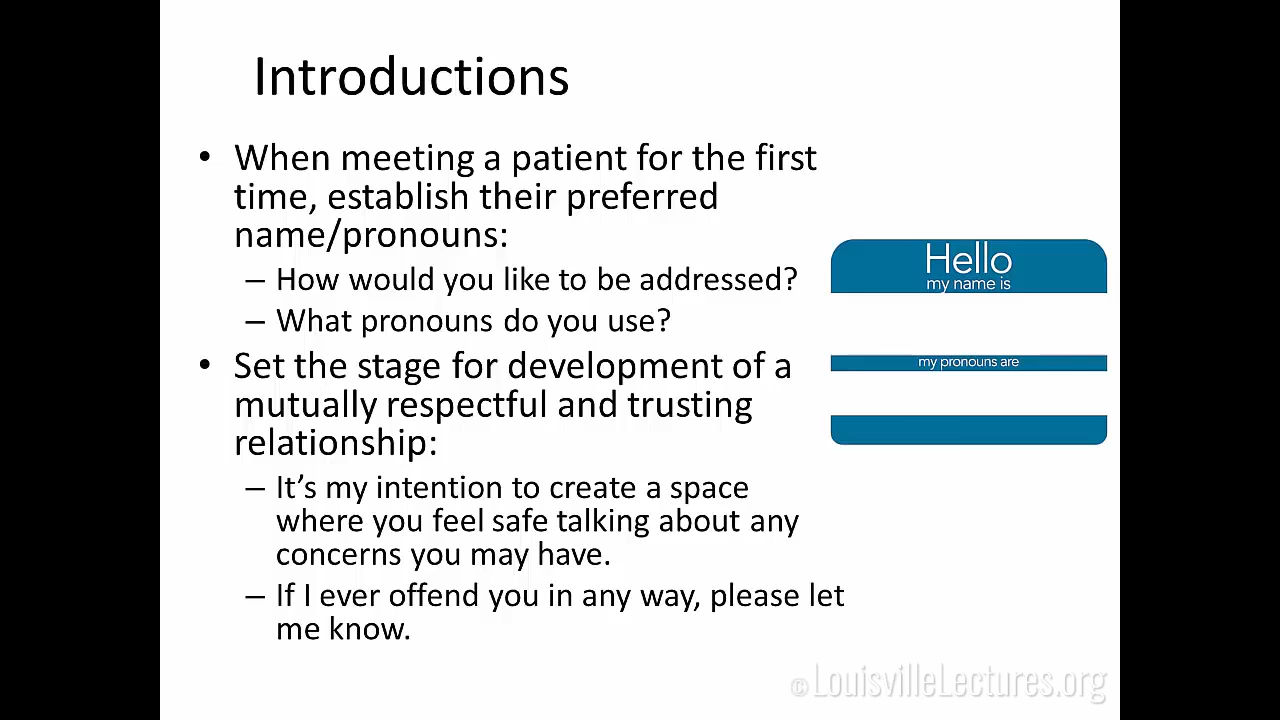 Introductions
• When meeting a patient for the first
time, establish their preferred
name/pronouns:
– How would you like to be addressed?
– What pronouns do you use?
• Set the stage for development of a
mutually respectful and trusting
relationship:
– It’s my intention to create a space
where you feel safe talking about any
concerns you may have.
– If I ever offend you in any way, please let
me know.
Hello
my name is
my pronouns are
©LouisvilleLectures.org